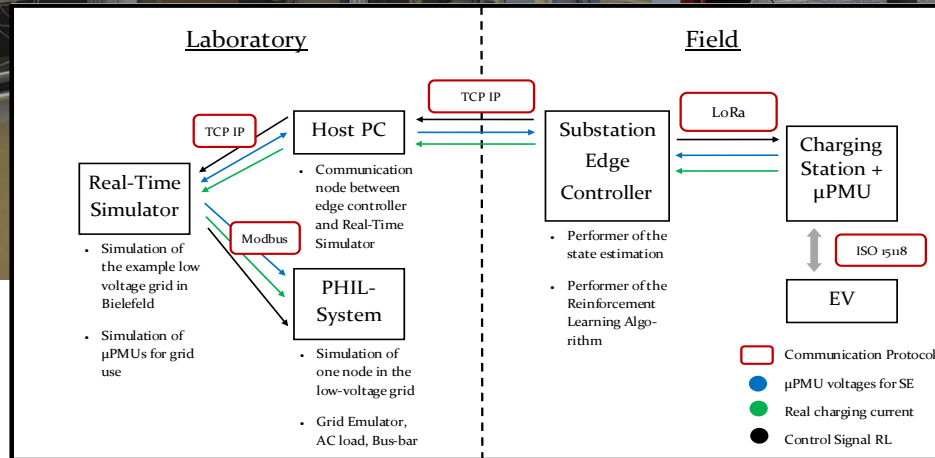 Laboratory
Field
TCP IP
TCP IP
LoRa
Host PC
Substation
Edge
Controller
Charging
Station +
µPMU
Real-Time
Simulator
• Communication
node between
edge controller
and Real-Time
Simulator
Modbus
• Simulation of
the example low
voltage grid in
Bielefeld
• Simulation of
µPMUs for grid
use
PHIL-
System
• Simulation of
one node in the
low-voltage grid
• Grid Emulator,
AC load, Bus-bar
• Performer of the
state estimation
• Performer of the
Reinforcement
Learning Algo-
rithm
ISO 15118
EV
Communication Protocol
µPMU voltages for SE
Real charging current
Control Signal RL